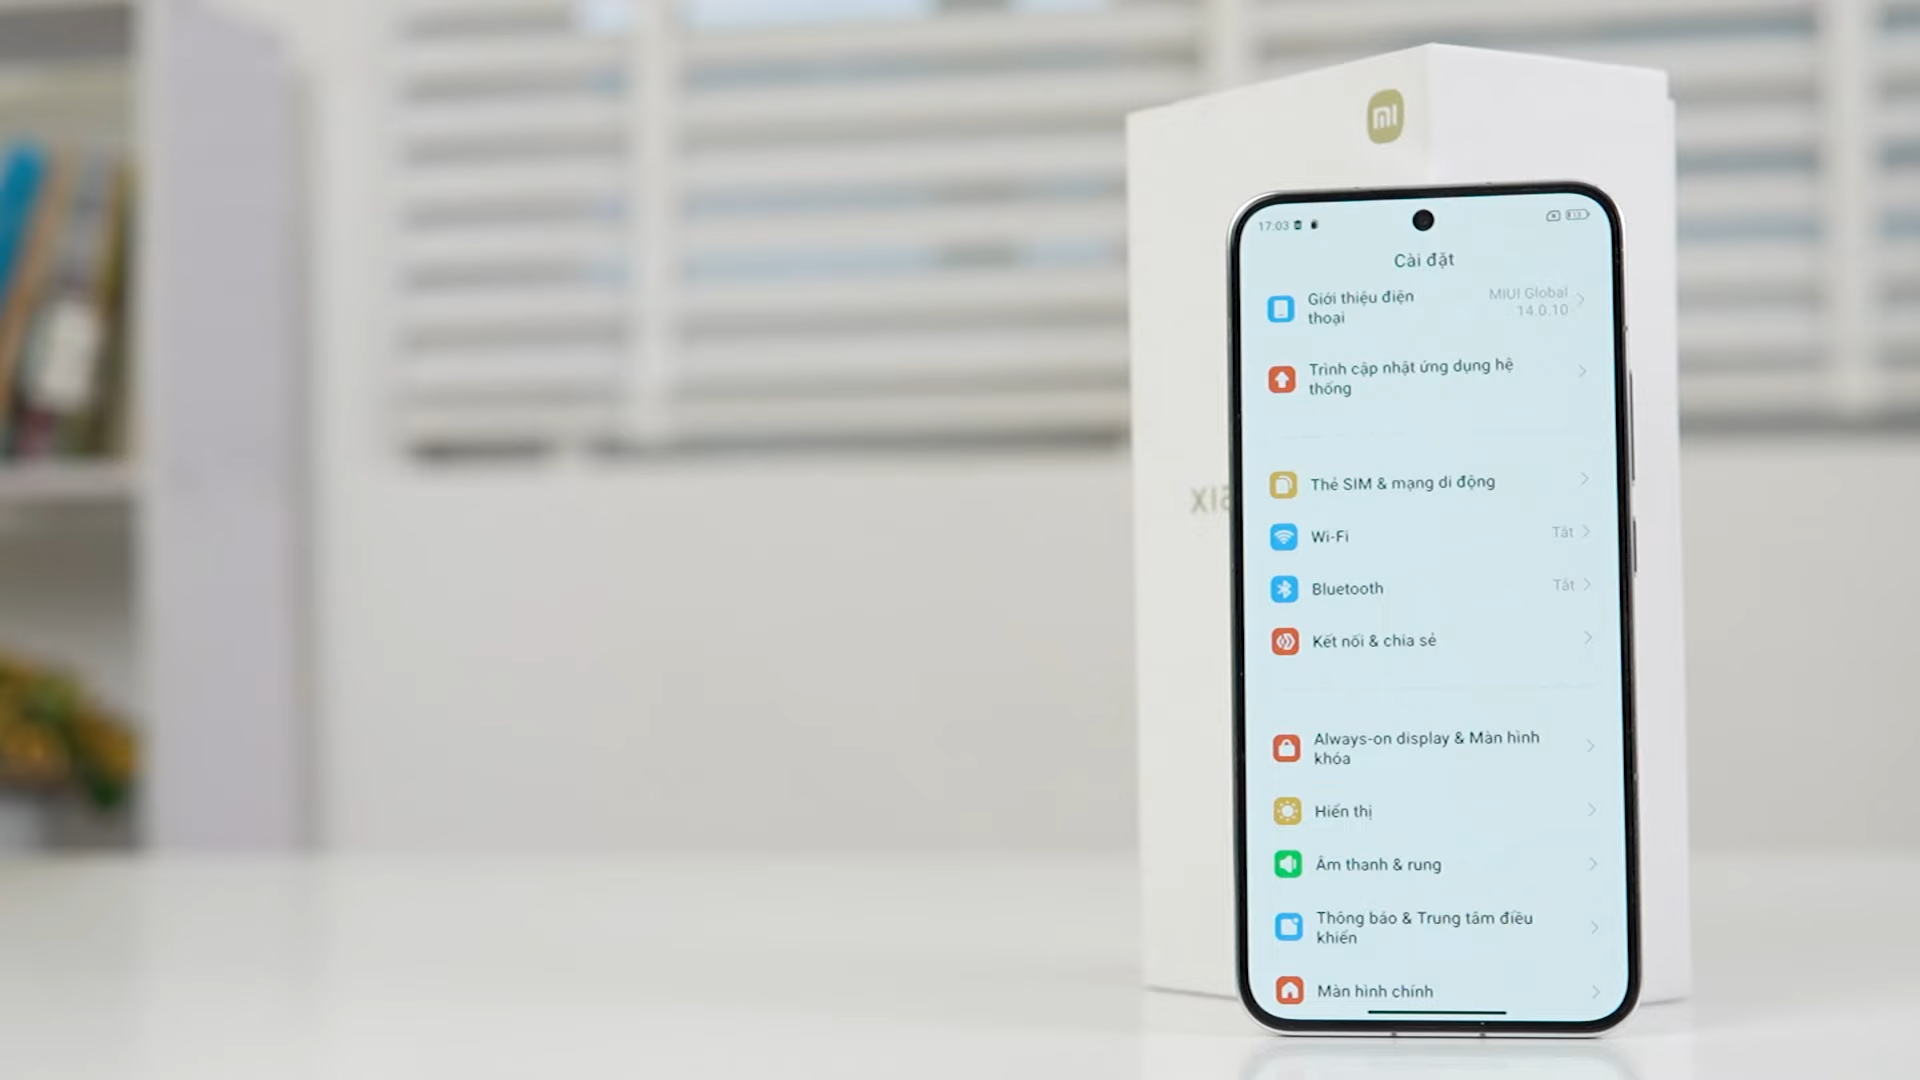 mi
17:03
13
Cài đặt
Giới thiệu điện
thoại
MIUI Global
14.0.10
Trình cập nhật ứng dụng hệ
thống
Thẻ SIM & mạng di động
Wi-Fi
Tắt
Bluetooth
Tắt
Kết nối & chia sẻ
Always-on display & Màn hình
khóa
Hiển thị
Âm thanh & rung
Thông báo & Trung tâm điều
khiển
Màn hình chính